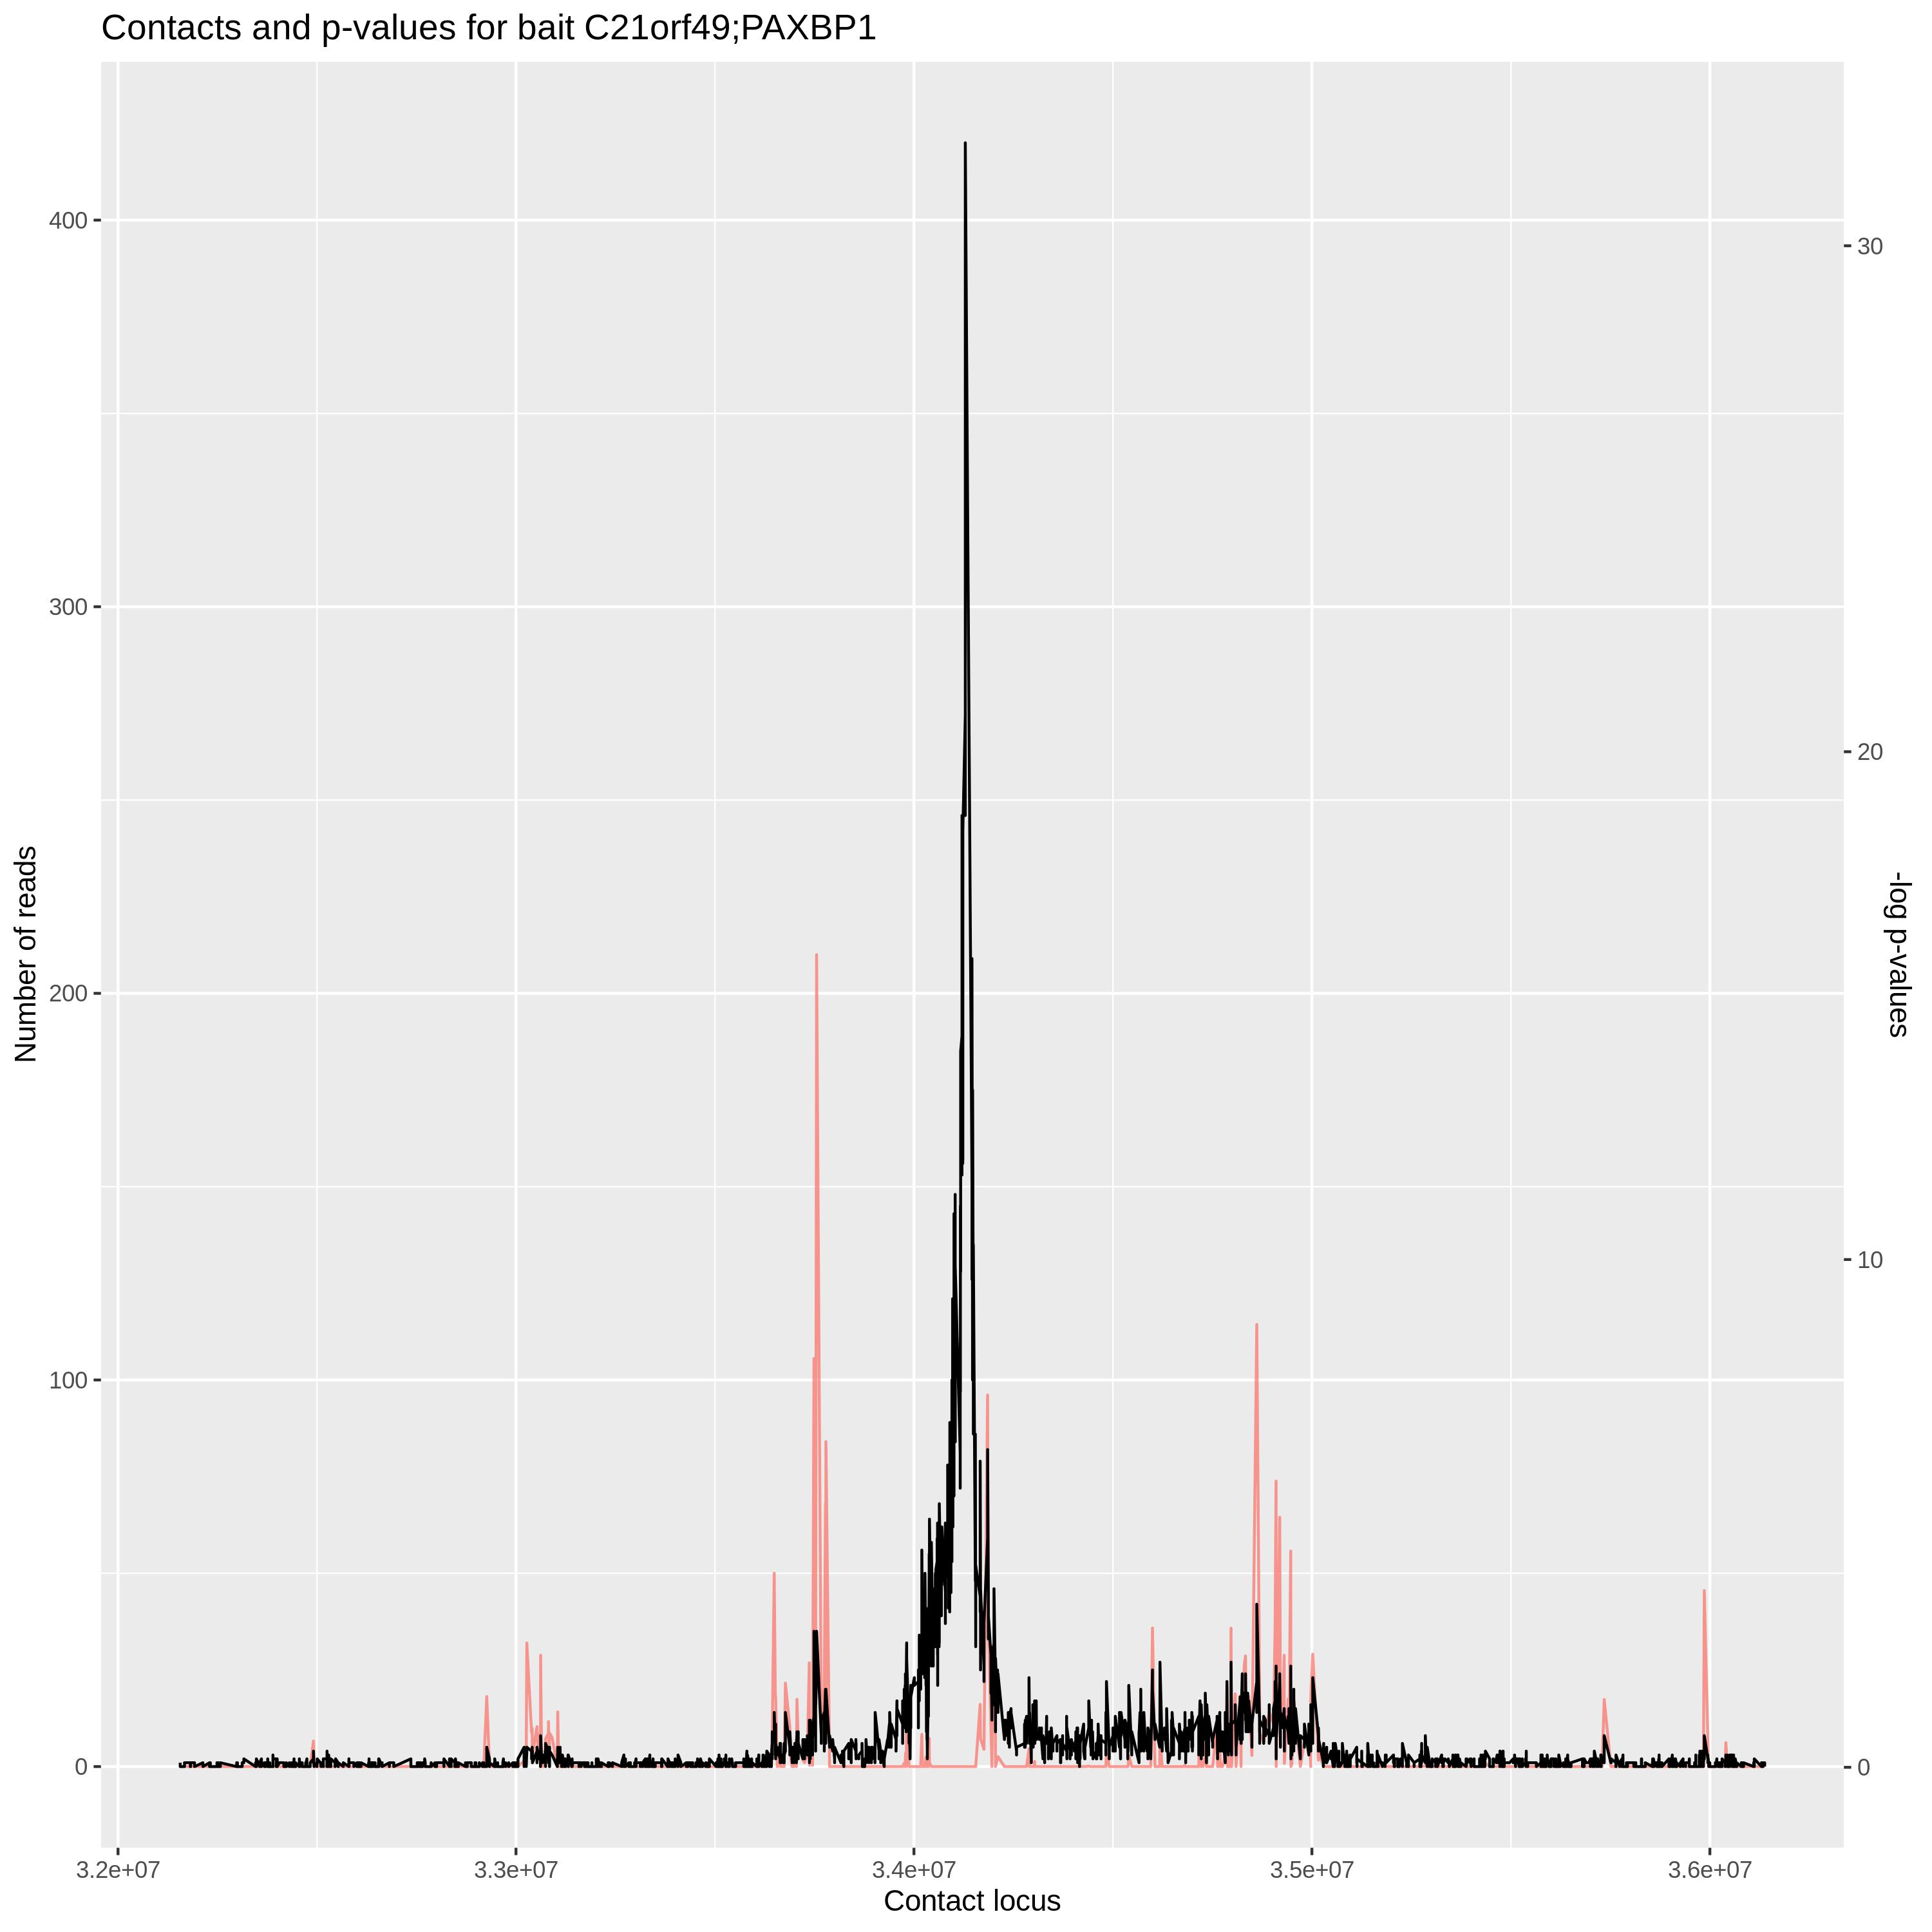 Contacts and p-values for bait C21orf49;PAXBP1
400
300
200
100
0
Number of reads
30
20
10
0
-log p-values
3.2e+07 3.3e+07 3.4e+07 3.5e+07 3.6e+07
Contact locus